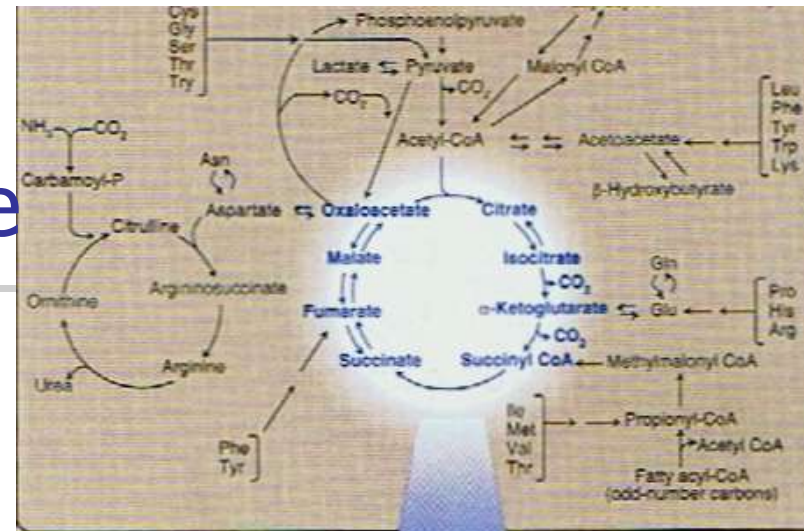 Cys
Gly
Ser
Thr
Try
Phosphoenolpyruvate
Lactate ⇆ Pyruvate
Malonyl CoA
CO₂
CO₂
Acetyl-CoA
Acetoacetate
Leu
Phe
Tyr
Trp
Lys
β-Hydroxybutyrate
NH₃
CO₂
Carbamoyl-P
Asn
Aspartate ⇆ Oxaloacetate
Citrate
Citrulline
Malate
Isocitrate
CO₂
Gln
Ornithine
Argininosuccinate
Fumarate
α-Ketoglutarate ⇆ Glu
Pro
His
Arg
CO₂
Succinate
Succinyl CoA
Methylmalonyl CoA
Arginine
Urea
Phe
Tyr
Ile
Met
Val
Thr
Propionyl-CoA
Acetyl CoA
Fatty acyl-CoA
(odd-number carbons)
e